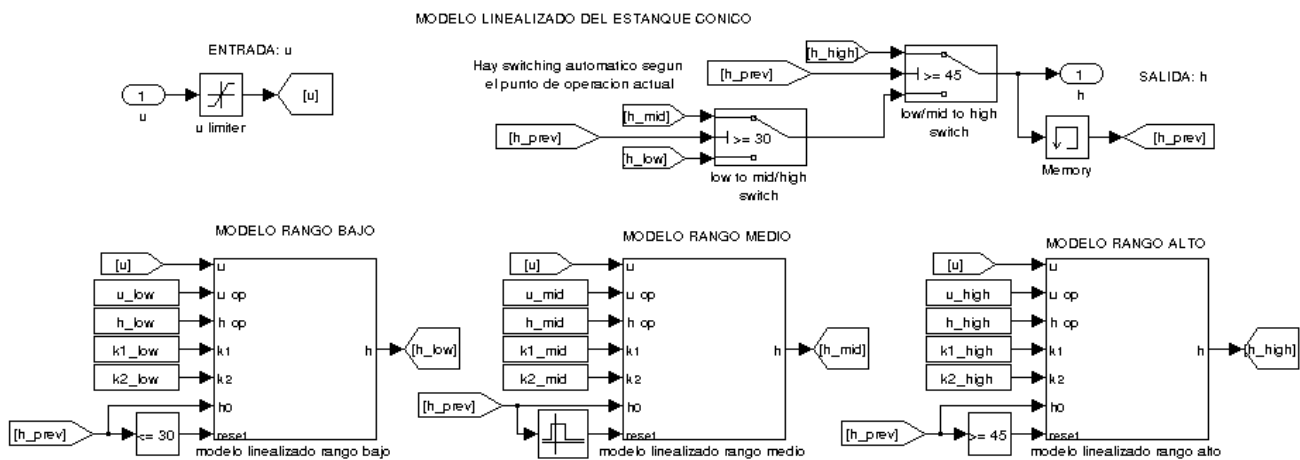 MODELO LINEALIZADO DEL ESTANQUE CONICO
ENTRADA: u
1
u
u limiter
[u]
Hay switching automatico segun
el punto de operacion actual
[h_high]
[h_prev]
>= 45
low/mid to high
switch
1
h
SALIDA: h
[h_mid]
[h_prev]
>= 30
[h_low]
low to mid/high
switch
Memory
[h_prev]
MODELO RANGO BAJO
[u]
u_low
h_low
k1_low
k2_low
[h_prev]
<= 30
u
u op
h op
k1
k2
h0
reset
h
[h_low]
modelo linealizado rango bajo
MODELO RANGO MEDIO
[u]
u_mid
h_mid
k1_mid
k2_mid
[h_prev]
u
u op
h op
k1
k2
h0
reset
h
[h_mid]
modelo linealizado rango medio
MODELO RANGO ALTO
[u]
u_high
h_high
k1_high
k2_high
[h_prev]
>= 45
u
u op
h op
k1
k2
h0
reset
h
[h_high]
modelo linealizado rango alto